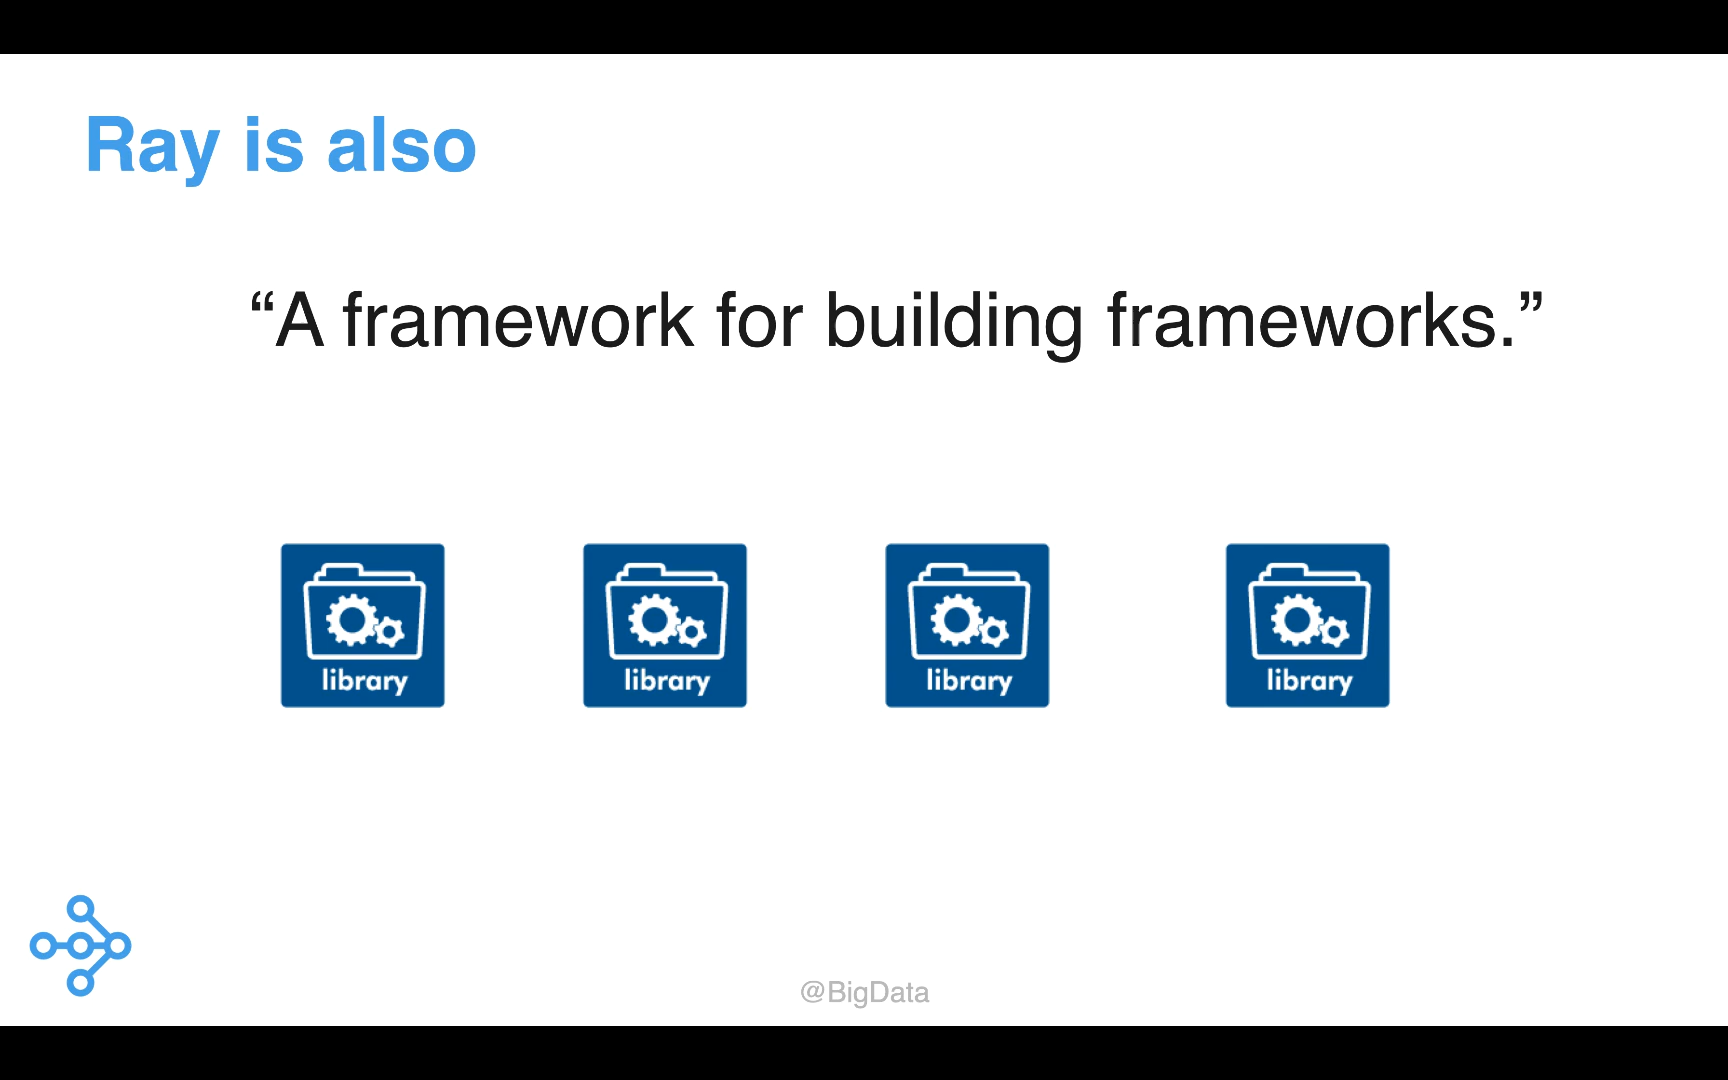 Ray is also
“A framework for building frameworks.”
library
library
library
library
@BigData